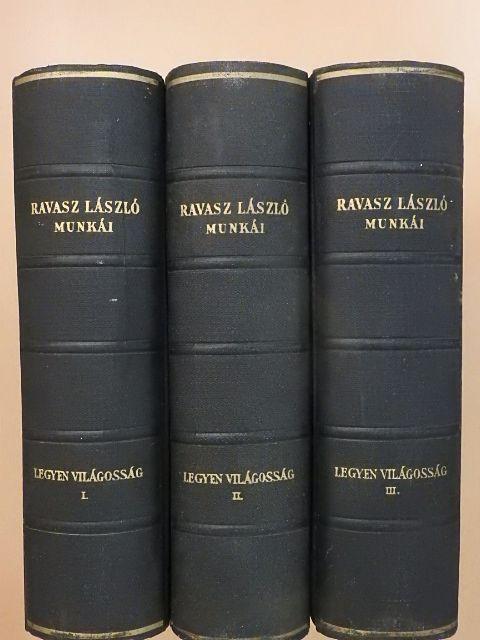 RAVASZ LÁSZLÓ
MUNKÁI
LEGYEN VILÁGOSSÁG
I.
RAVASZ LÁSZLÓ
MUNKÁI
LEGYEN VILÁGOSSÁG
II.
RAVASZ LÁSZLÓ
MUNKÁI
LEGYEN VILÁGOSSÁG
III.